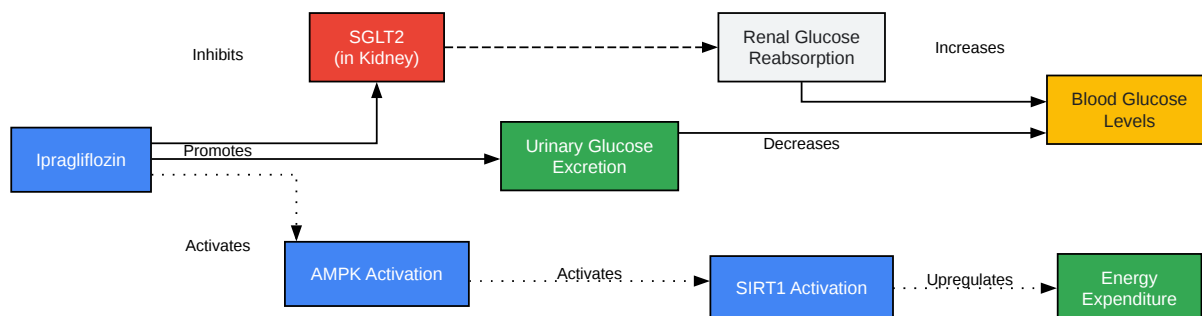 Inhibits
SGLT2
(in Kidney)
Renal Glucose
Reabsorption
Increases
Blood Glucose
Levels
Ipragliflozin
Promotes
Urinary Glucose
Excretion
Decreases
Activates
AMPK Activation
Activates
SIRT1 Activation
Upregulates
Energy
Expenditure